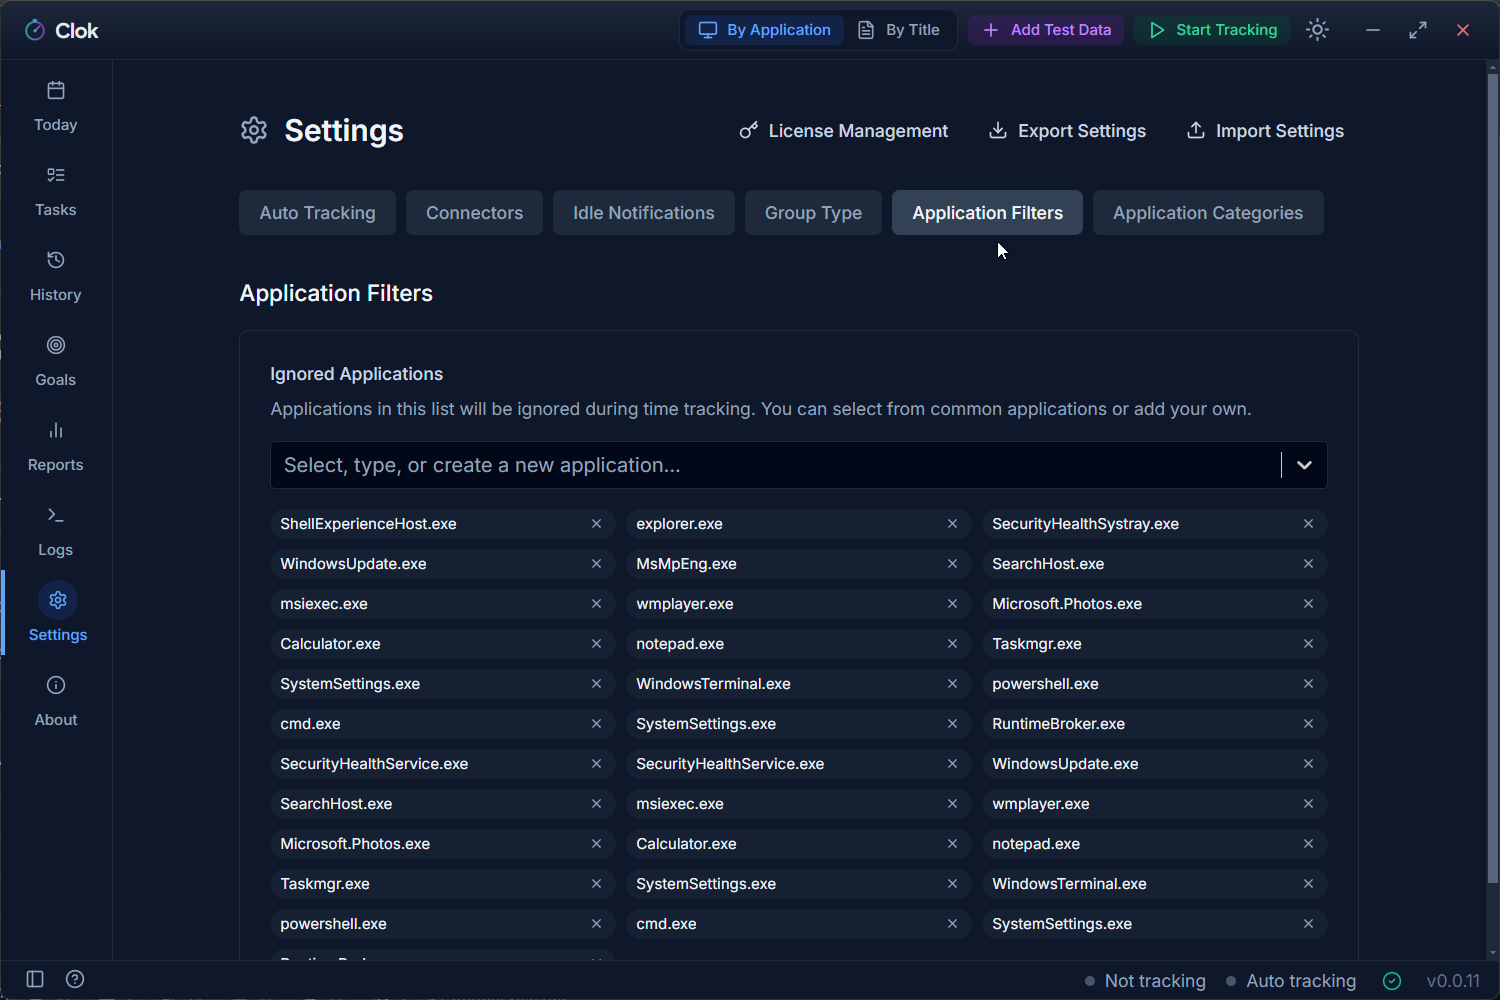 Clok
By Application
By Title
Add Test Data
Start Tracking
Today
Tasks
History
Goals
Reports
Logs
Settings
About
Settings
License Management
Export Settings
Import Settings
Auto Tracking
Connectors
Idle Notifications
Group Type
Application Filters
Application Categories
Application Filters
Ignored Applications
Applications in this list will be ignored during time tracking. You can select from common applications or add your own.
Select, type, or create a new application...
ShellExperienceHost.exe
explorer.exe
SecurityHealthSystray.exe
WindowsUpdate.exe
MsMpEng.exe
SearchHost.exe
msiexec.exe
wmplayer.exe
Microsoft.Photos.exe
Calculator.exe
notepad.exe
Taskmgr.exe
SystemSettings.exe
WindowsTerminal.exe
powershell.exe
cmd.exe
SystemSettings.exe
RuntimeBroker.exe
SecurityHealthService.exe
SecurityHealthService.exe
WindowsUpdate.exe
SearchHost.exe
msiexec.exe
wmplayer.exe
Microsoft.Photos.exe
Calculator.exe
notepad.exe
Taskmgr.exe
SystemSettings.exe
WindowsTerminal.exe
powershell.exe
cmd.exe
SystemSettings.exe
Not tracking
Auto tracking
v0.0.11